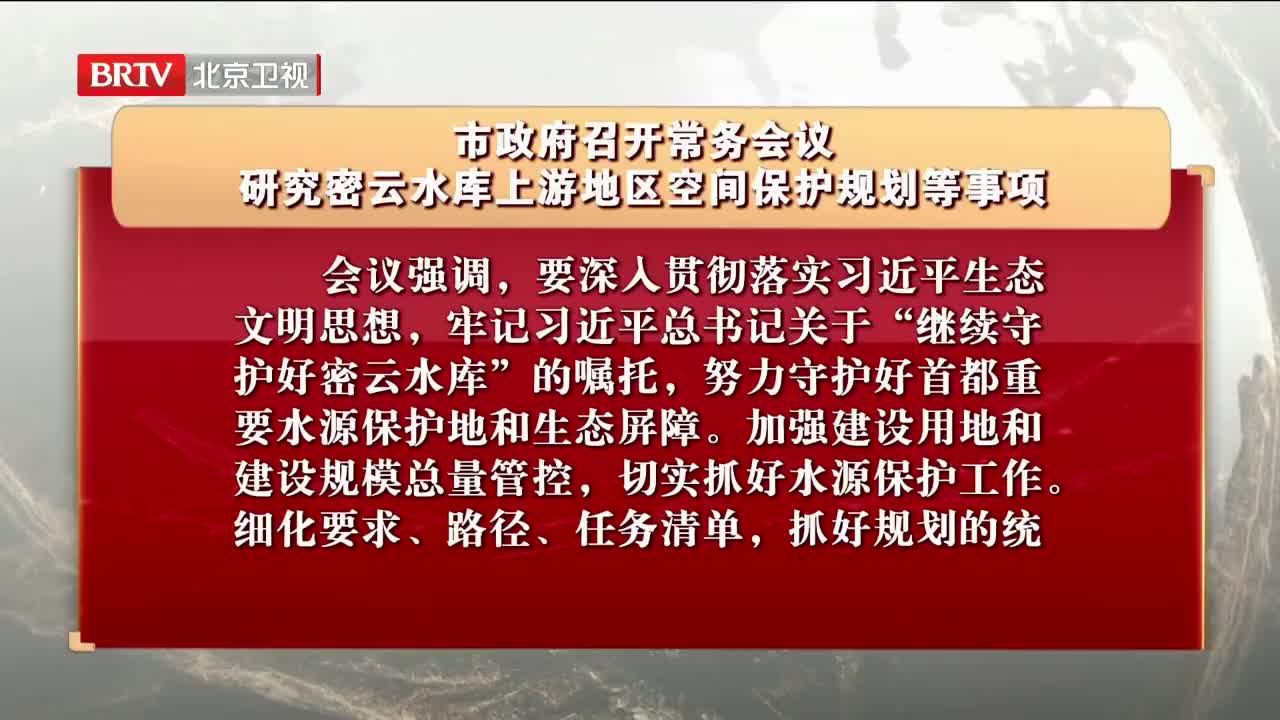 BRTV 北京卫视
市政府召开常务会议
研究密云水库上游地区空间保护规划等事项
会议强调，要深入贯彻落实习近平生态
文明思想，牢记习近平总书记关于“继续守
护好密云水库”的嘱托，努力守护好首都重
要水源保护地和生态屏障。加强建设用地和
建设规模总量管控，切实抓好水源保护工作。
细化要求、路径、任务清单，抓好规划的统